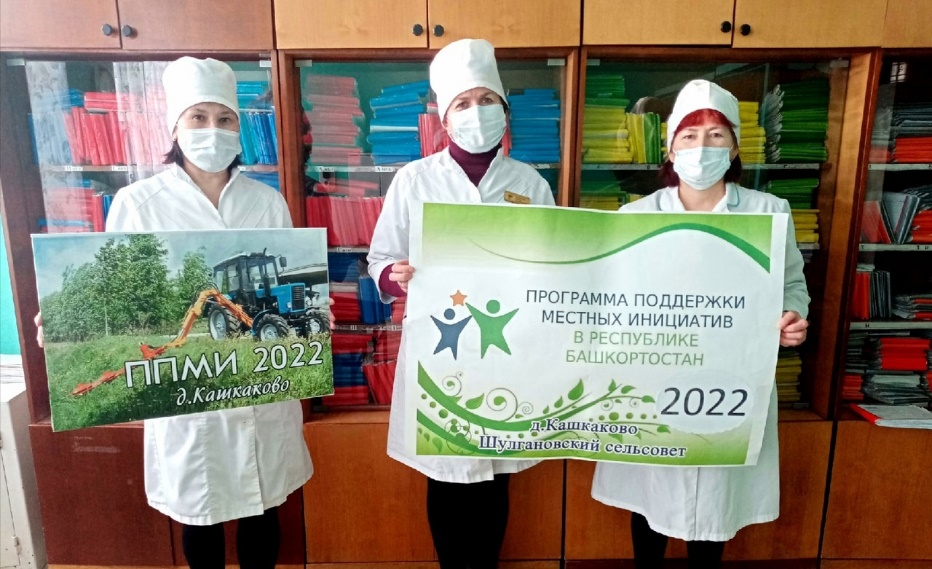 ППМИ 2022
д.Кашкаково
ПРОГРАММА ПОДДЕРЖКИ
МЕСТНЫХ ИНИЦИАТИВ
В РЕСПУБЛИКЕ
БАШКОРТОСТАН
2022
д.Кашкаково
Шулгановский сельсовет